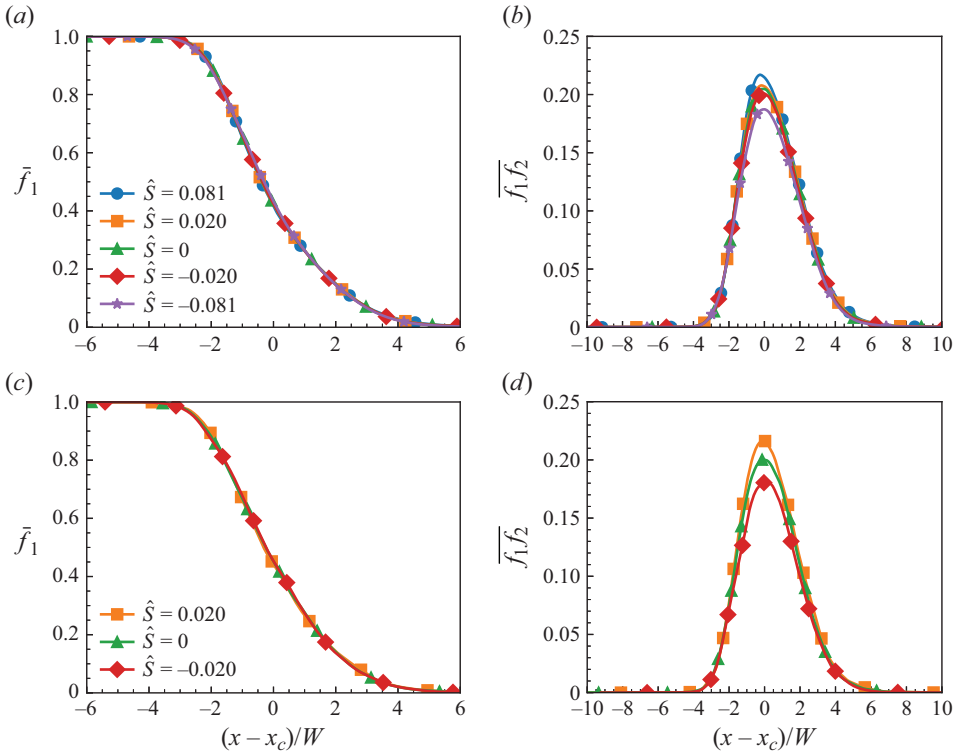 (a)
1.0
0.8
0.6
0.4
0.2
0
f̄₁
Ŝ = 0.081
Ŝ = 0.020
Ŝ = 0
Ŝ = –0.020
Ŝ = –0.081
–6 –4 –2 0 2 4 6
(b)
0.25
0.20
0.15
0.10
0.05
0
f₁f₂
–10 –8 –6 –4 –2 0 2 4 6 8 10
(c)
1.0
0.8
0.6
0.4
0.2
0
f̄₁
Ŝ = 0.020
Ŝ = 0
Ŝ = –0.020
–6 –4 –2 0 2 4 6
(x – x_c)/W
(d)
0.25
0.20
0.15
0.10
0.05
0
f₁f₂
–10 –8 –6 –4 –2 0 2 4 6 8 10
(x – x_c)/W